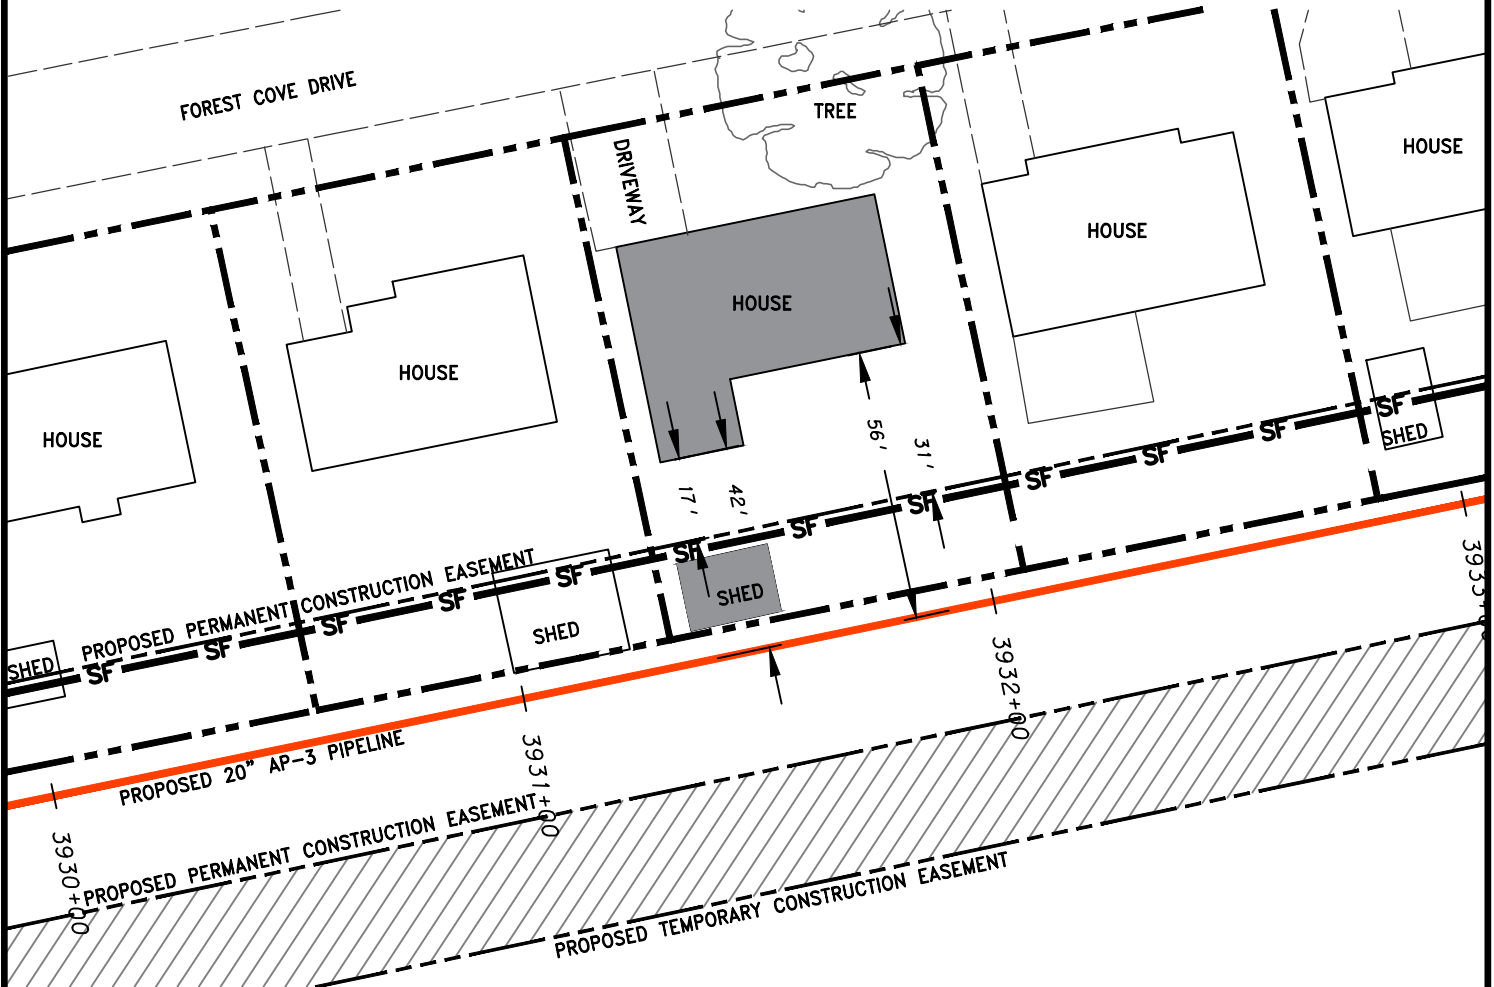 FOREST COVE DRIVE
TREE
DRIVEWAY
HOUSE
HOUSE
HOUSE
HOUSE
HOUSE
56'
31'
17'
42'
SF
SF
SF
SF
SF
SF
SF
SF
SF
SF
SF
SF
SHED
SHED
SHED
SHED
PROPOSED PERMANENT CONSTRUCTION EASEMENT
PROPOSED 20" AP-3 PIPELINE
3930+00
3931+00
3932+00
PROPOSED PERMANENT CONSTRUCTION EASEMENT
PROPOSED TEMPORARY CONSTRUCTION EASEMENT